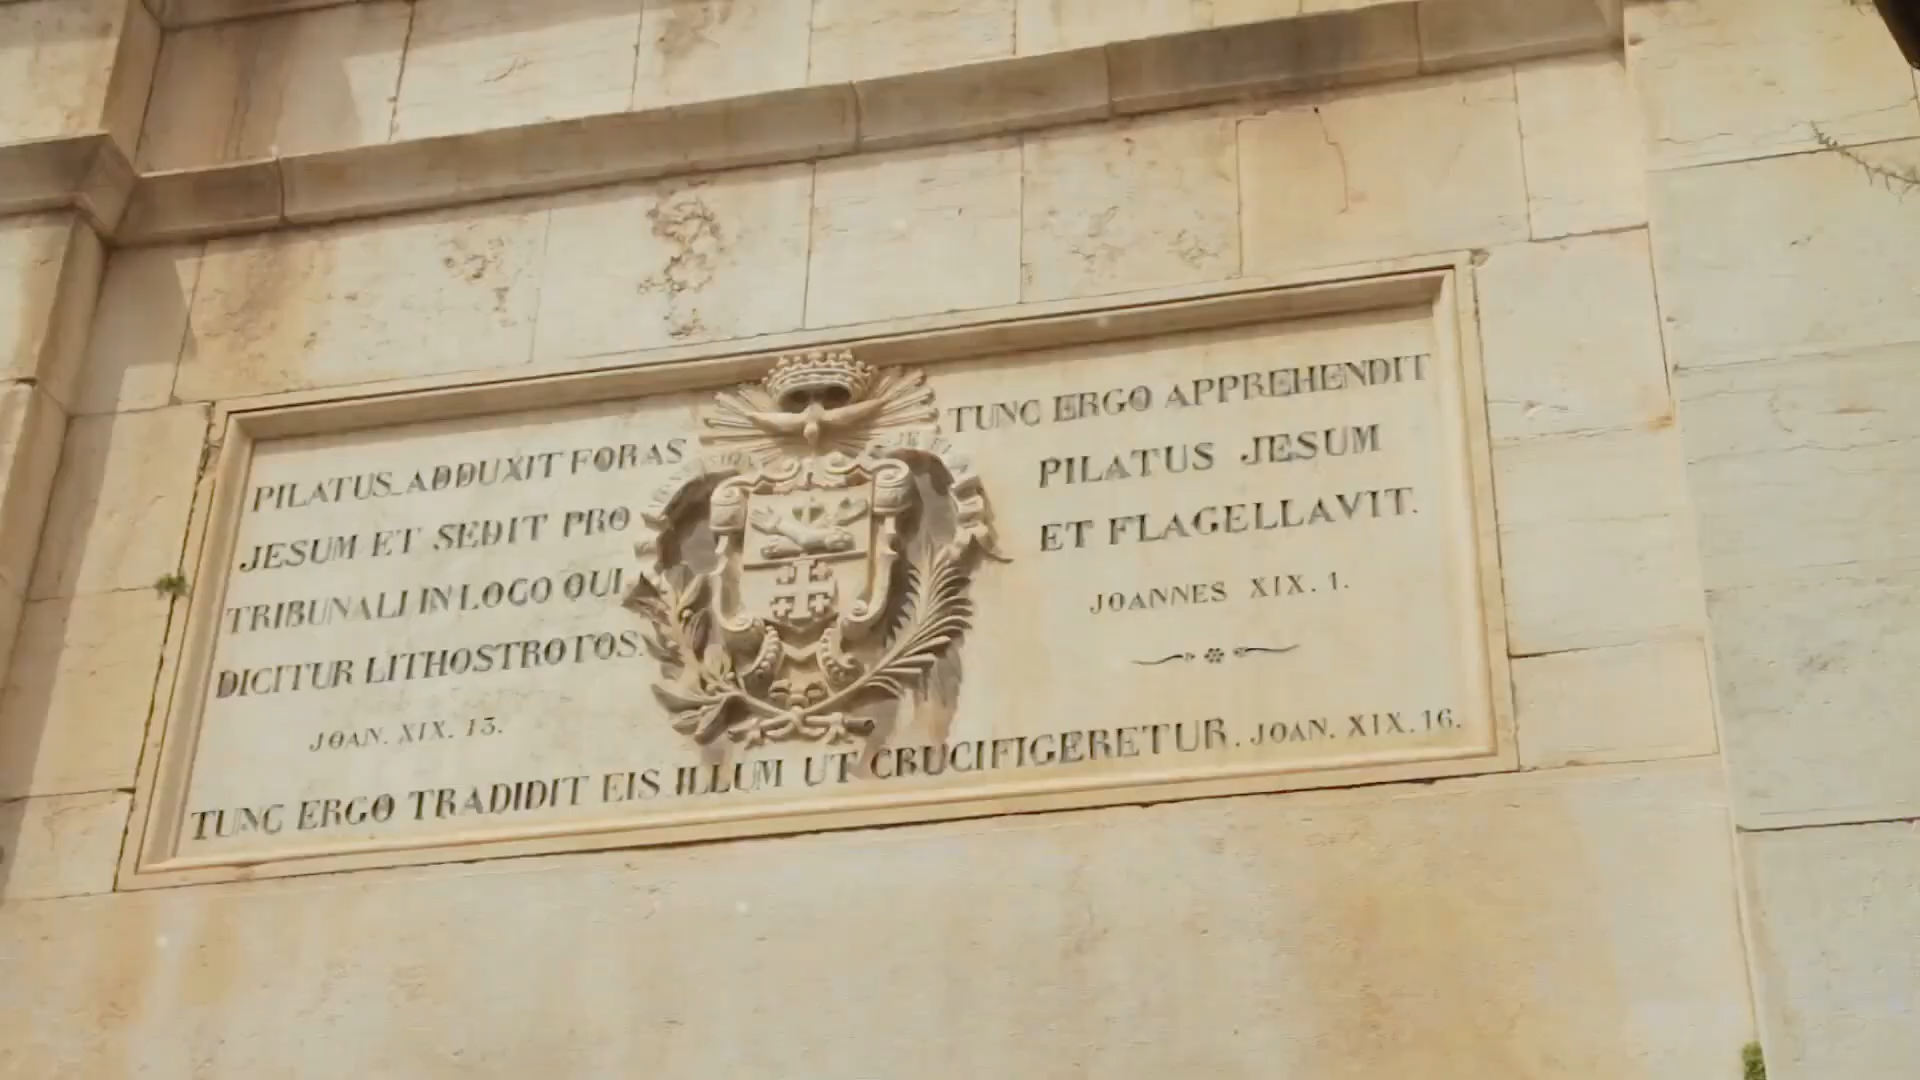 PILATUS ADDUXIT FORAS
JESUM ET SEDIT PRO
TRIBUNALI IN LOCO QUI
DICITUR LITHOSTROTOS.
JOAN. XIX. 13.
TUNC ERGO APPREHENDIT
PILATUS JESUM
ET FLAGELLAVIT.
JOANNES XIX. 1.
TUNC ERGO TRADIDIT EIS ILLUM UT CRUCIFIGERETUR. JOAN. XIX. 16.